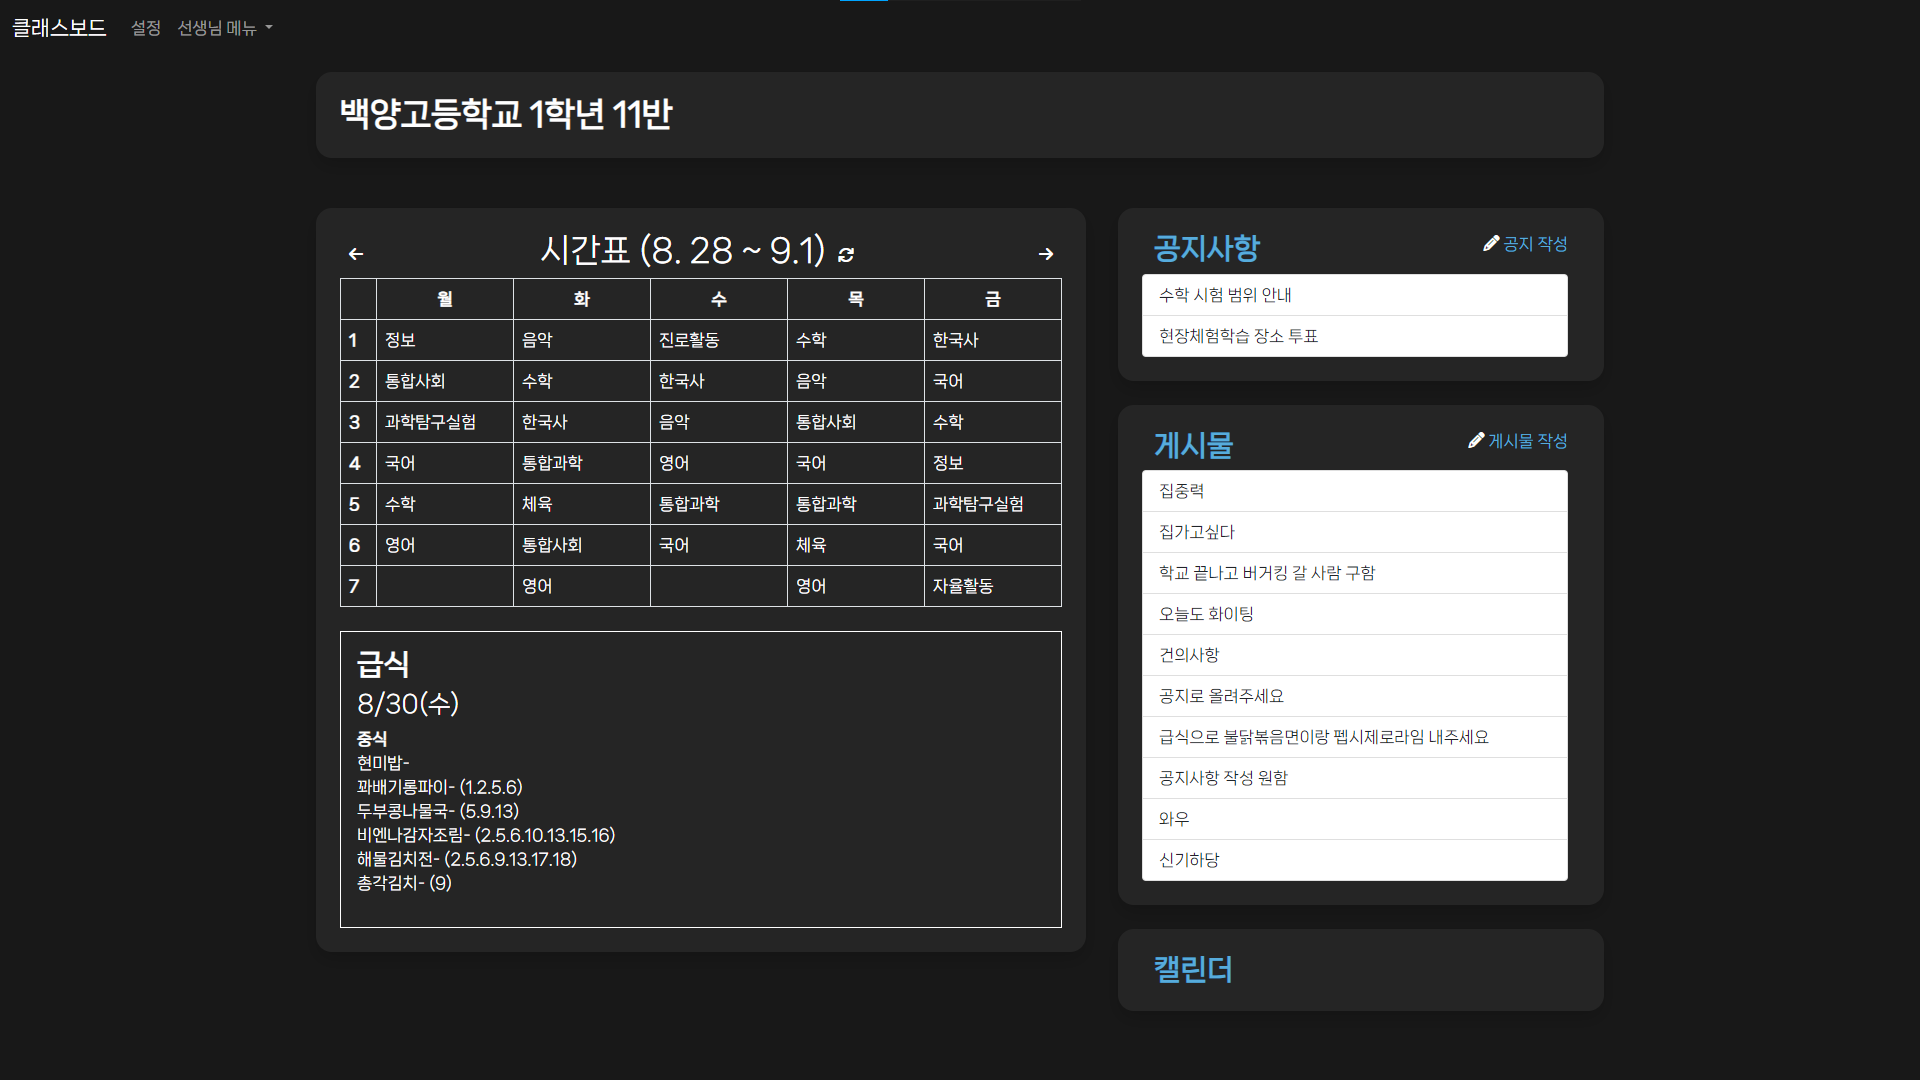 클래스보드 설정 선생님 메뉴
백양고등학교 1학년 11반
시간표 (8. 28 ~ 9.1)
월 화 수 목 금
1 정보 음악 진로활동 수학 한국사
2 통합사회 수학 한국사 음악 국어
3 과학탐구실험 한국사 음악 통합사회 수학
4 국어 통합과학 영어 국어 정보
5 수학 체육 통합과학 통합과학 과학탐구실험
6 영어 통합사회 국어 체육 국어
7 영어 영어 자율활동
급식
8/30(수)
중식
현미밥-
꽈배기롱파이- (1.2.5.6)
두부콩나물국- (5.9.13)
비엔나감자조림- (2.5.6.10.13.15.16)
해물김치전- (2.5.6.9.13.17.18)
총각김치- (9)
공지사항 공지 작성
수학 시험 범위 안내
현장체험학습 장소 투표
게시물 게시물 작성
집중력
집가고싶다
학교 끝나고 버거킹 갈 사람 구함
오늘도 화이팅
건의사항
공지로 올려주세요
급식으로 불닭볶음면이랑 펩시제로라임 내주세요
공지사항 작성 원함
와우
신기하당
캘린더